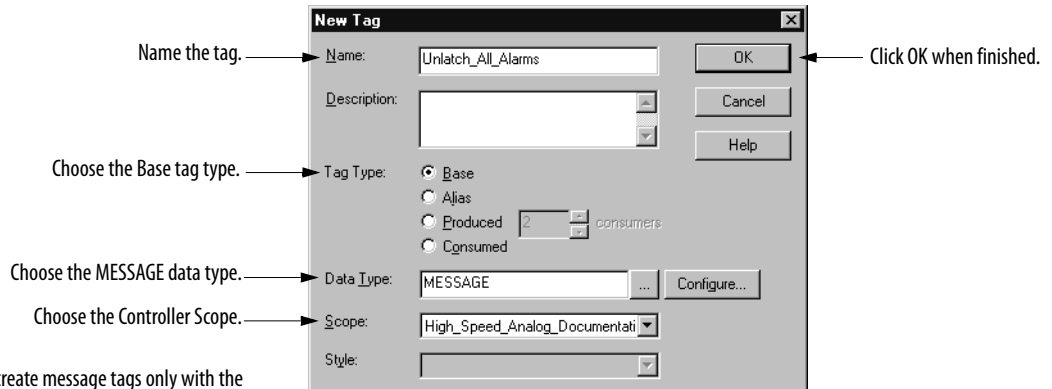 New Tag
Name the tag.
Name:
Unlatch_All_Alarms
OK
Click OK when finished.
Description:
Cancel
Help
Choose the Base tag type.
Tag Type:
Base
Alias
Produced
2
consumers
Consumed
Choose the MESSAGE data type.
Data Type:
MESSAGE
...
Configure...
Choose the Controller Scope.
Scope:
High_Speed_Analog_Documentati
Style:
create message tags only with the